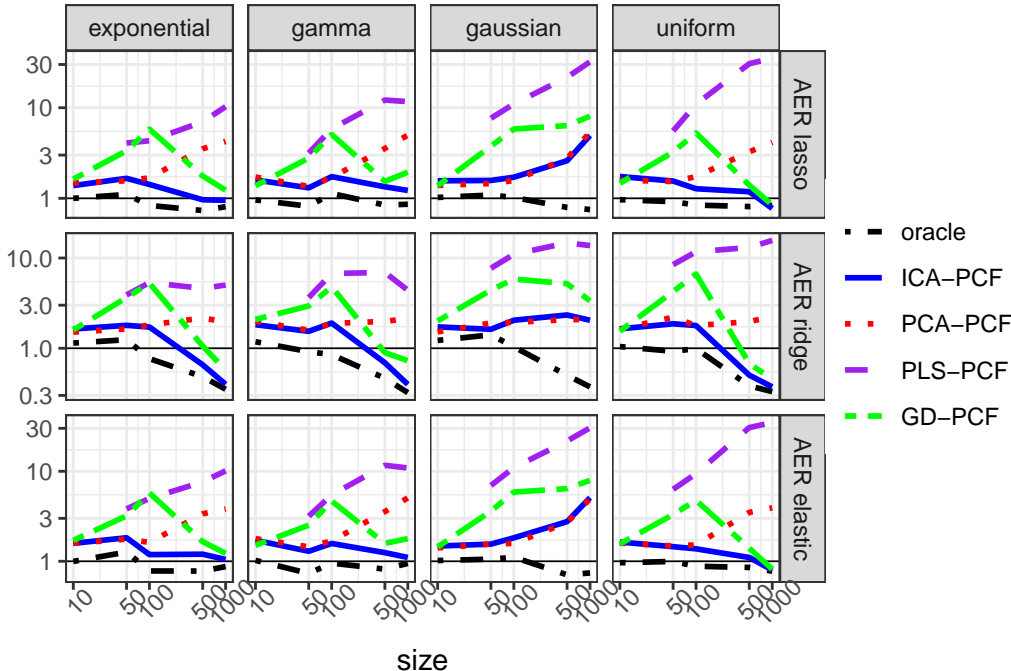 exponential gamma gaussian uniform
30
10
3
1
AER lasso
10.0
3.0
1.0
0.3
AER ridge
30
10
3
1
AER elastic
10 50 100 500 1000 10 50 100 500 1000 10 50 100 500 1000 10 50 100 500 1000
size
oracle
ICA−PCF
PCA−PCF
PLS−PCF
GD−PCF